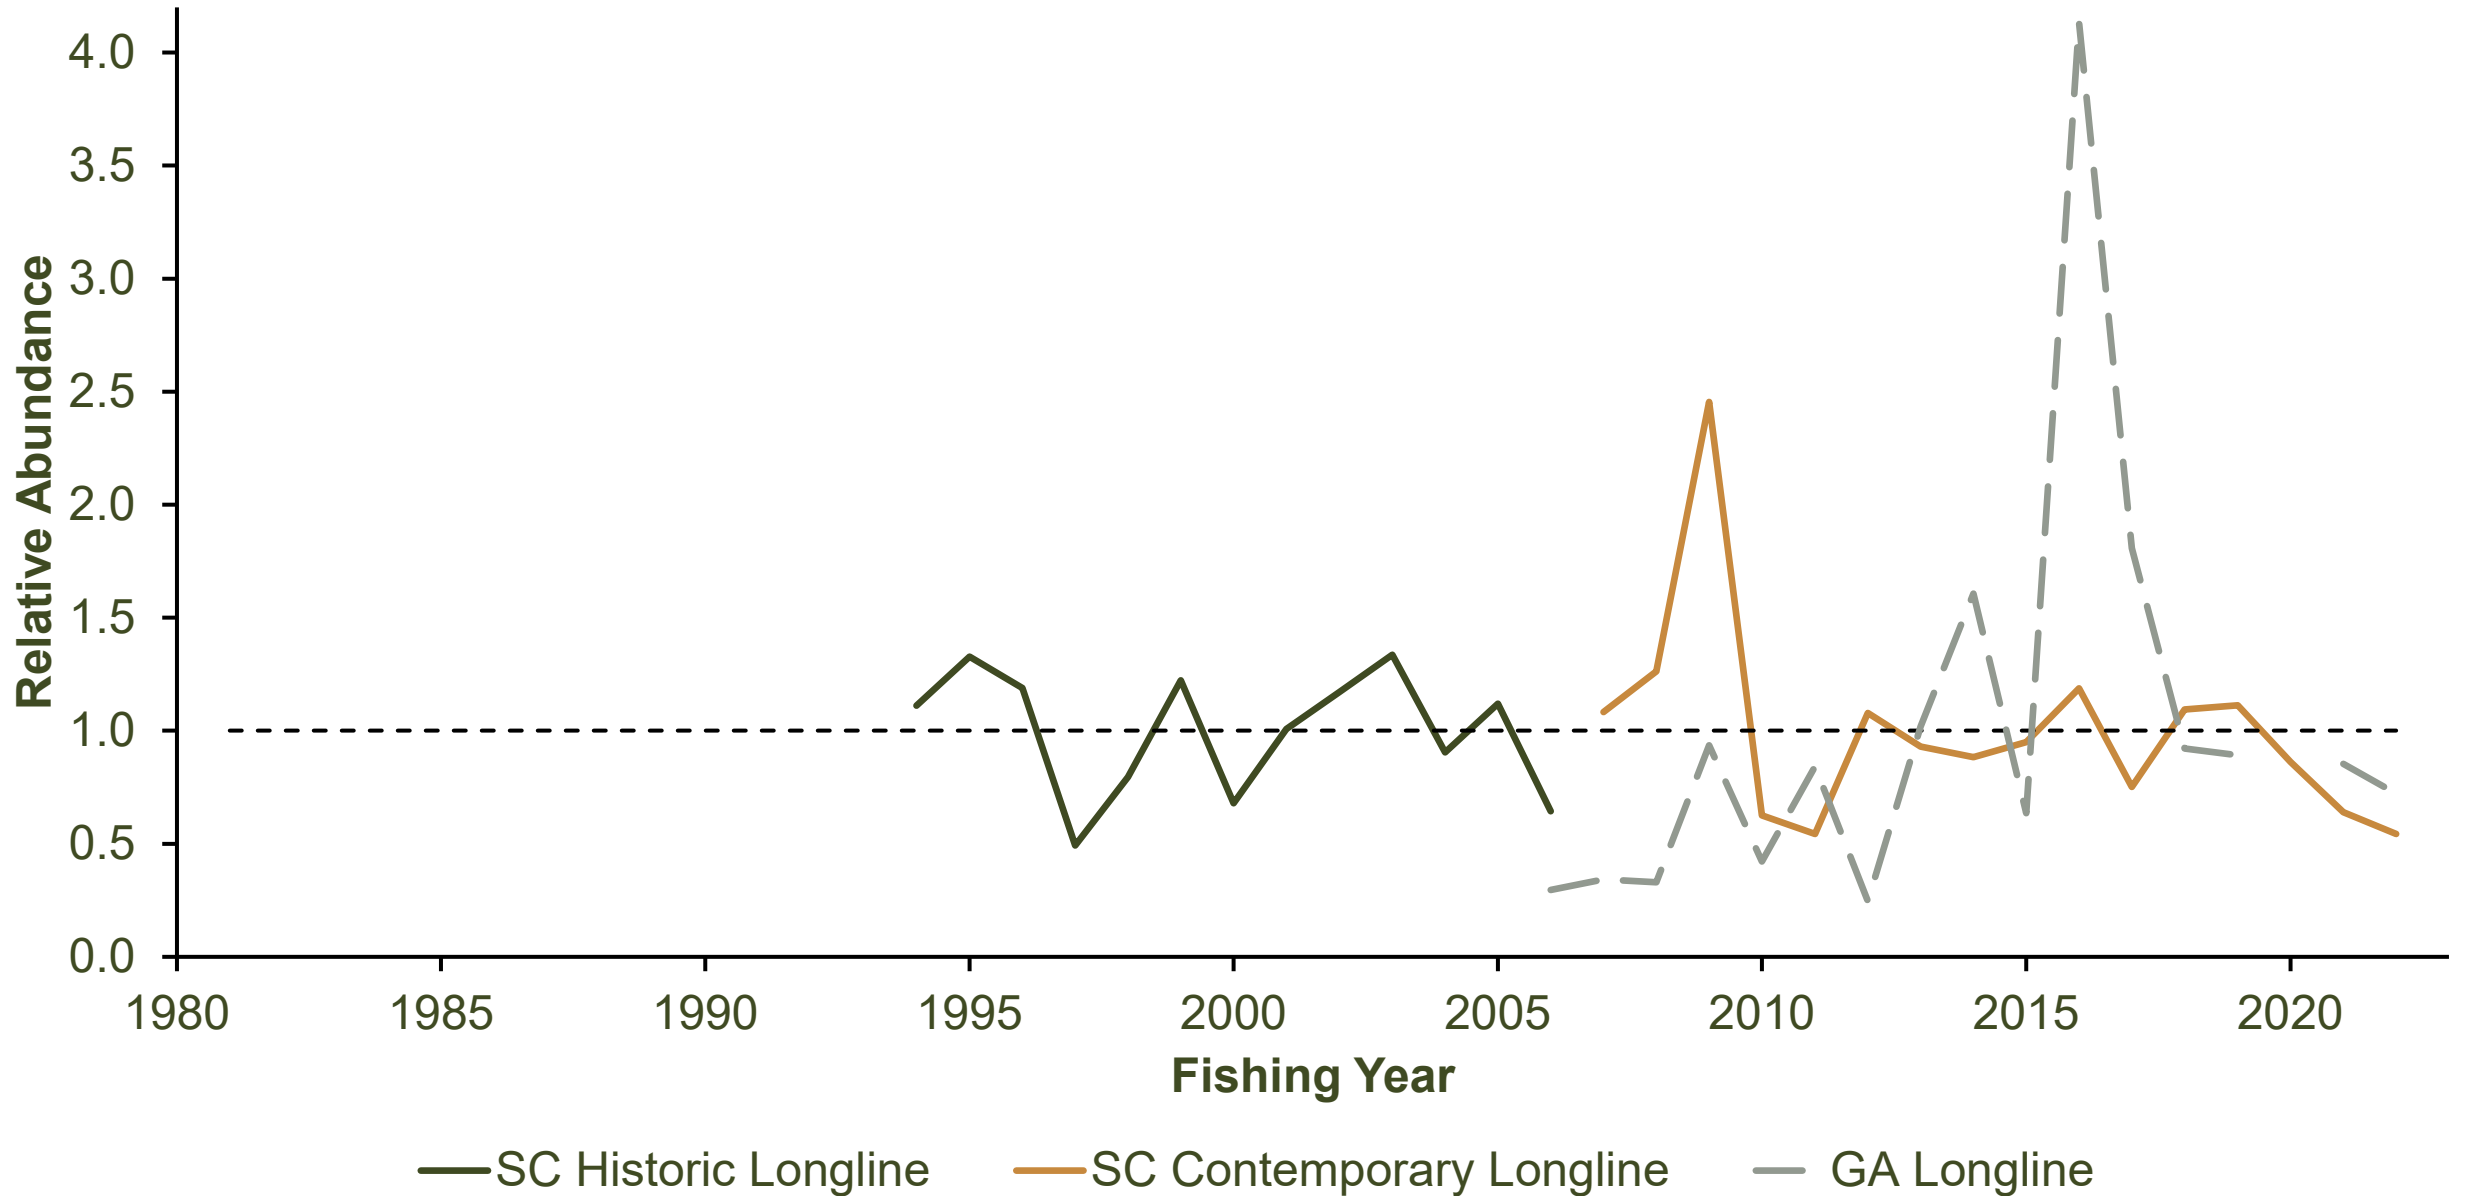 Relative Abundance
4.0
3.5
3.0
2.5
2.0
1.5
1.0
0.5
0.0
1980 1985 1990 1995 2000 2005 2010 2015 2020
Fishing Year
SC Historic Longline SC Contemporary Longline GA Longline